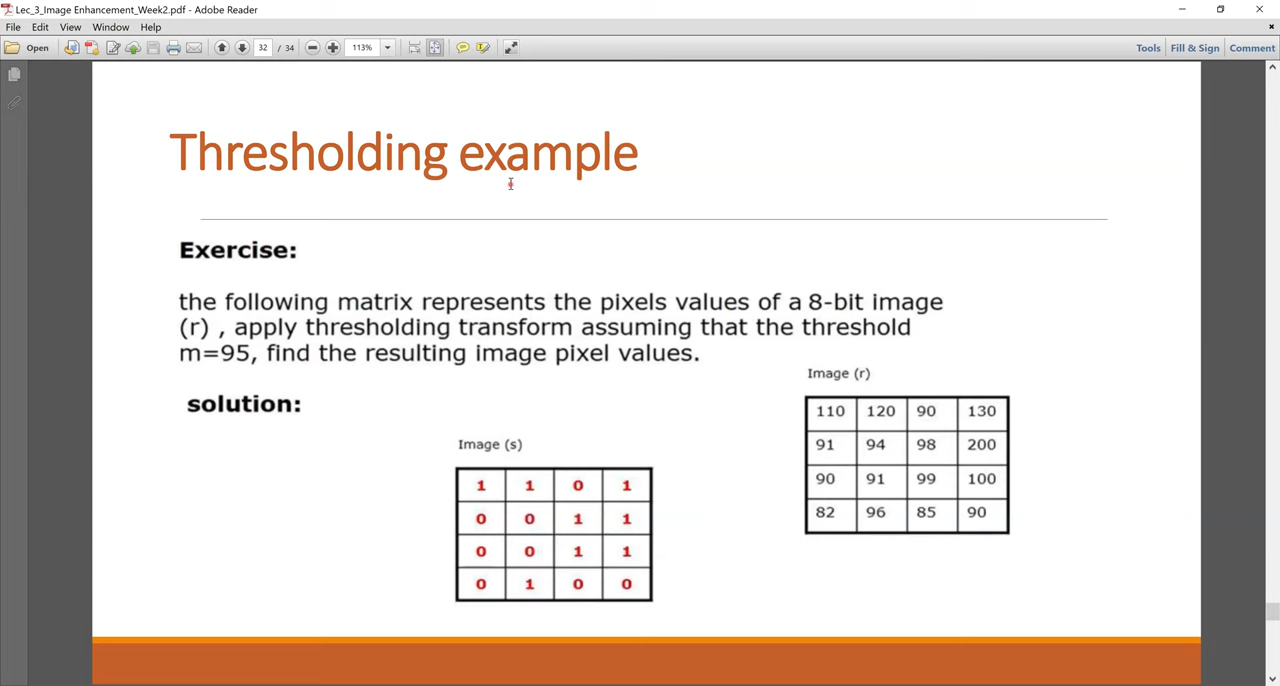 Lec_3_Image Enhancement_Week2.pdf - Adobe Reader
File Edit View Window Help
Open 32 / 34 113% Tools Fill & Sign Comment
Thresholding example
Exercise:
the following matrix represents the pixels values of a 8-bit image
(r) , apply thresholding transform assuming that the threshold
m=95, find the resulting image pixel values.
solution:
Image (s)
1 1 0 1
0 0 1 1
0 0 1 1
0 1 0 0
Image (r)
110 120 90 130
91 94 98 200
90 91 99 100
82 96 85 90